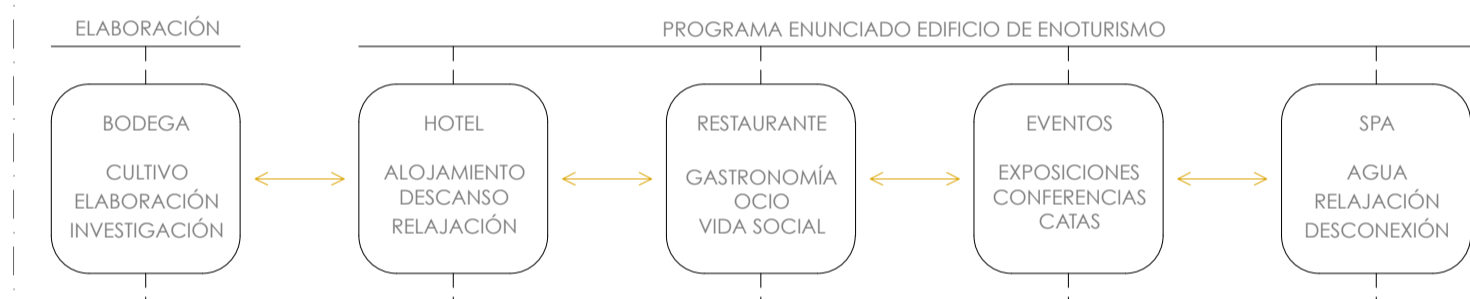 ELABORACIÓN
PROGRAMA ENUNCIADO EDIFICIO DE ENOTURISMO
BODEGA
CULTIVO
ELABORACIÓN
INVESTIGACIÓN
HOTEL
ALOJAMIENTO
DESCANSO
RELAJACIÓN
RESTAURANTE
GASTRONOMÍA
OCIO
VIDA SOCIAL
EVENTOS
EXPOSICIONES
CONFERENCIAS
CATAS
SPA
AGUA
RELAJACIÓN
DESCONEXIÓN